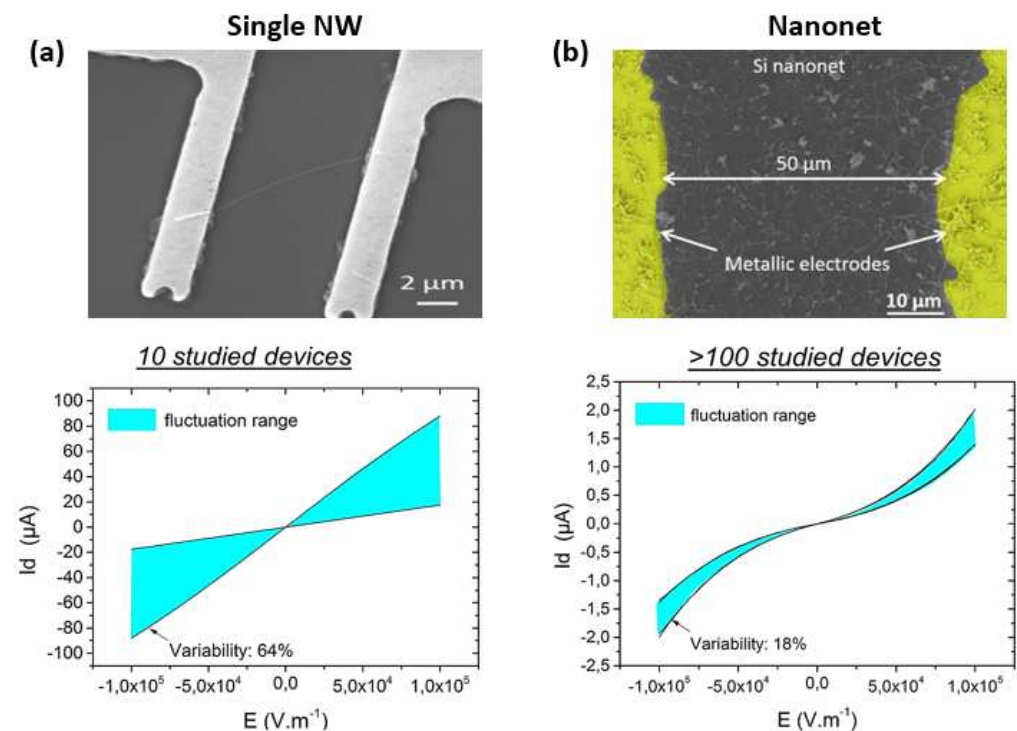 Single NW
(a)
2 µm
10 studied devices
100
80
60
40
20
0
-20
-40
-60
-80
-100
Id (µA)
fluctuation range
Variability: 64%
-1,0x10⁵
-5,0x10⁴
0,0
5,0x10⁴
1,0x10⁵
E (V.m⁻¹)
Nanonet
(b)
Si nanonet
50 µm
Metallic electrodes
10 µm
>100 studied devices
2,5
2,0
1,5
1,0
0,5
0,0
-0,5
-1,0
-1,5
-2,0
-2,5
Id (µA)
fluctuation range
Variability: 18%
-1,0x10⁵
-5,0x10⁴
0,0
5,0x10⁴
1,0x10⁵
E (V.m⁻¹)